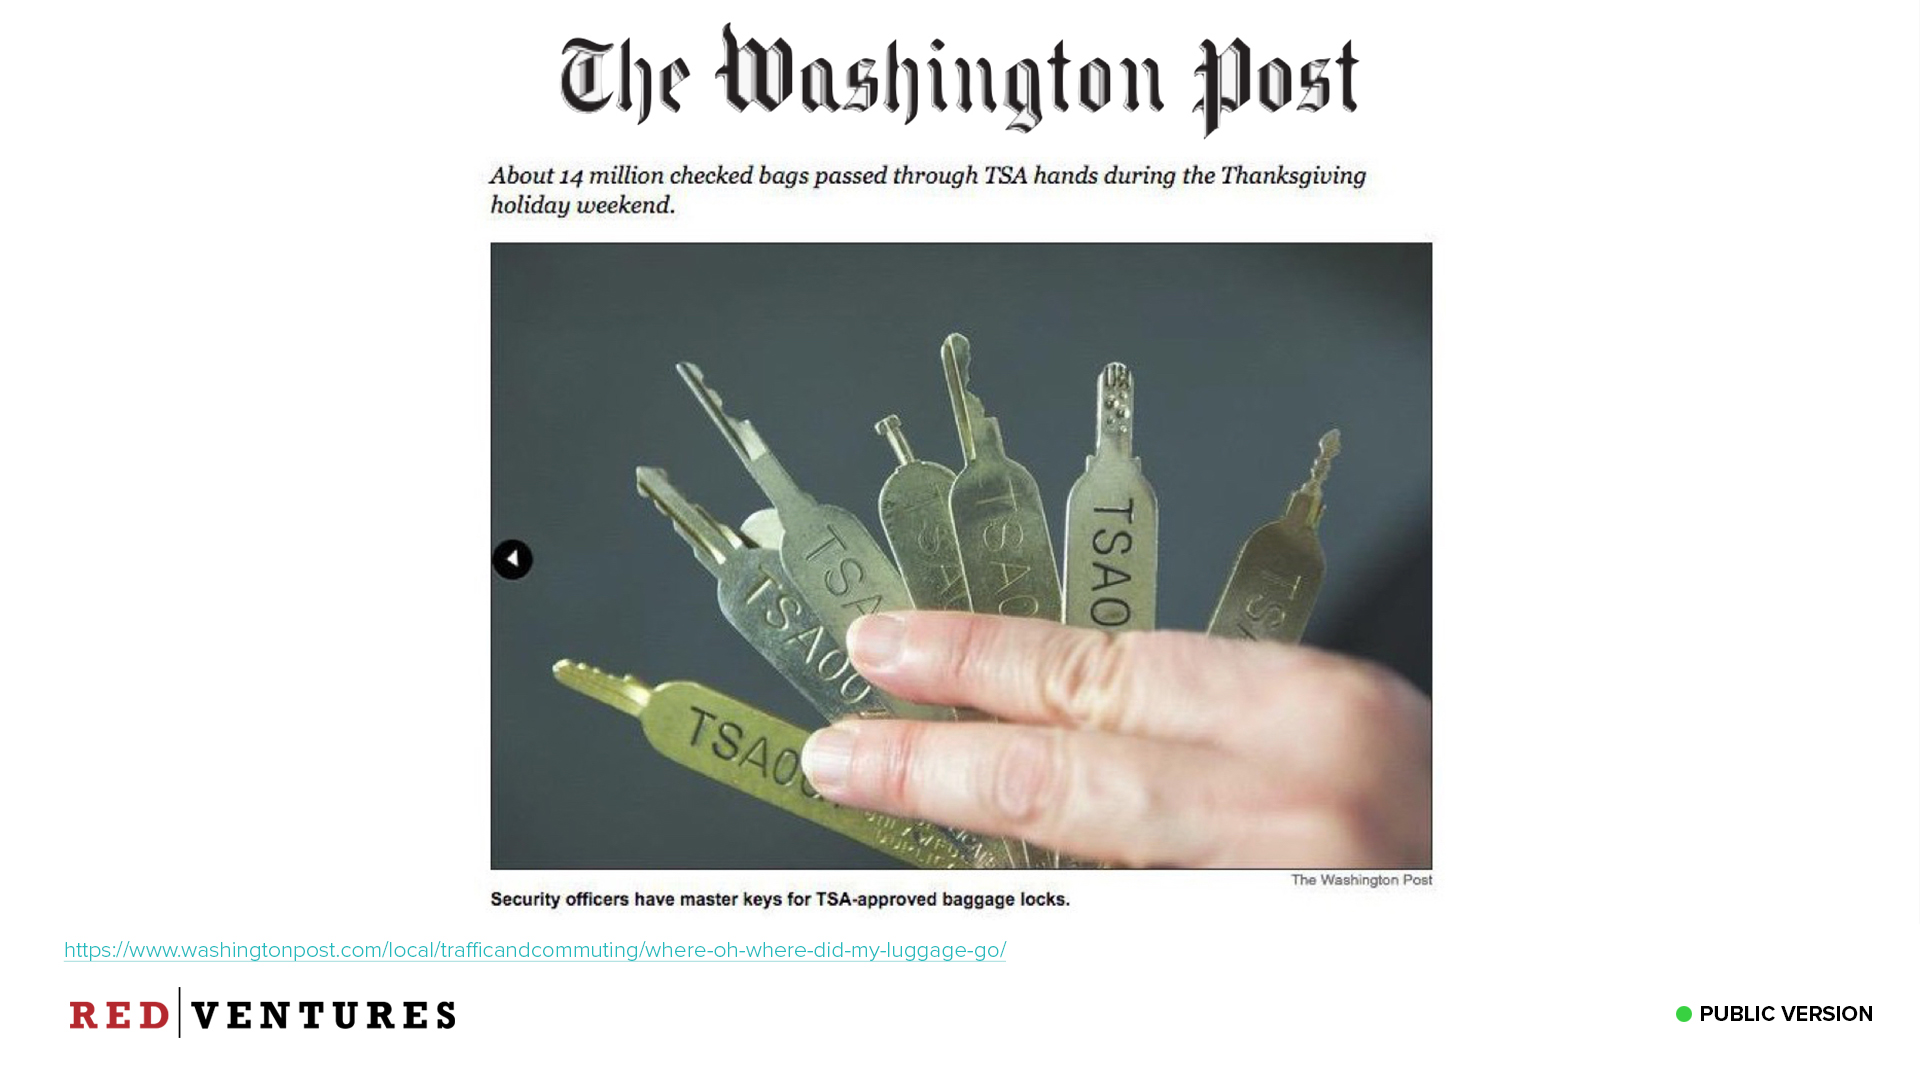 The Washington Post
About 14 million checked bags passed through TSA hands during the Thanksgiving
holiday weekend.
TSA
TSA0
TSA0
TSA0
TSA
TSA00
TSA00
The Washington Post
Security officers have master keys for TSA-approved baggage locks.
https://www.washingtonpost.com/local/trafficandcommuting/where-oh-where-did-my-luggage-go/
RED VENTURES
PUBLIC VERSION